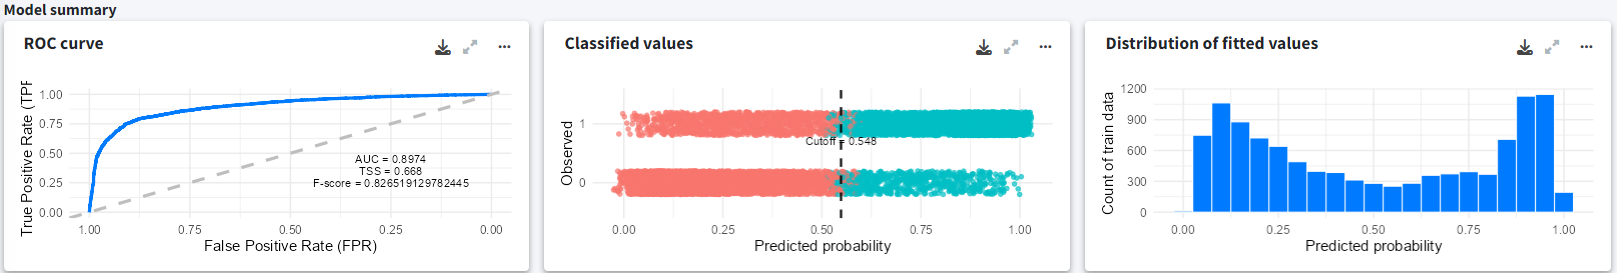 Model summary
ROC curve
...
True Positive Rate (TPF
1.00
0.75
0.50
0.25
0.00
AUC = 0.8974
TSS = 0.668
F-score = 0.826519129782445
1.00
0.75
0.50
0.25
0.00
False Positive Rate (FPR)
Classified values
...
Observed
1
0
Cutoff = 0.548
0.00
0.25
0.50
0.75
1.00
Predicted probability
Distribution of fitted values
...
Count of train data
1200
900
600
300
0
0.00
0.25
0.50
0.75
1.00
Predicted probability